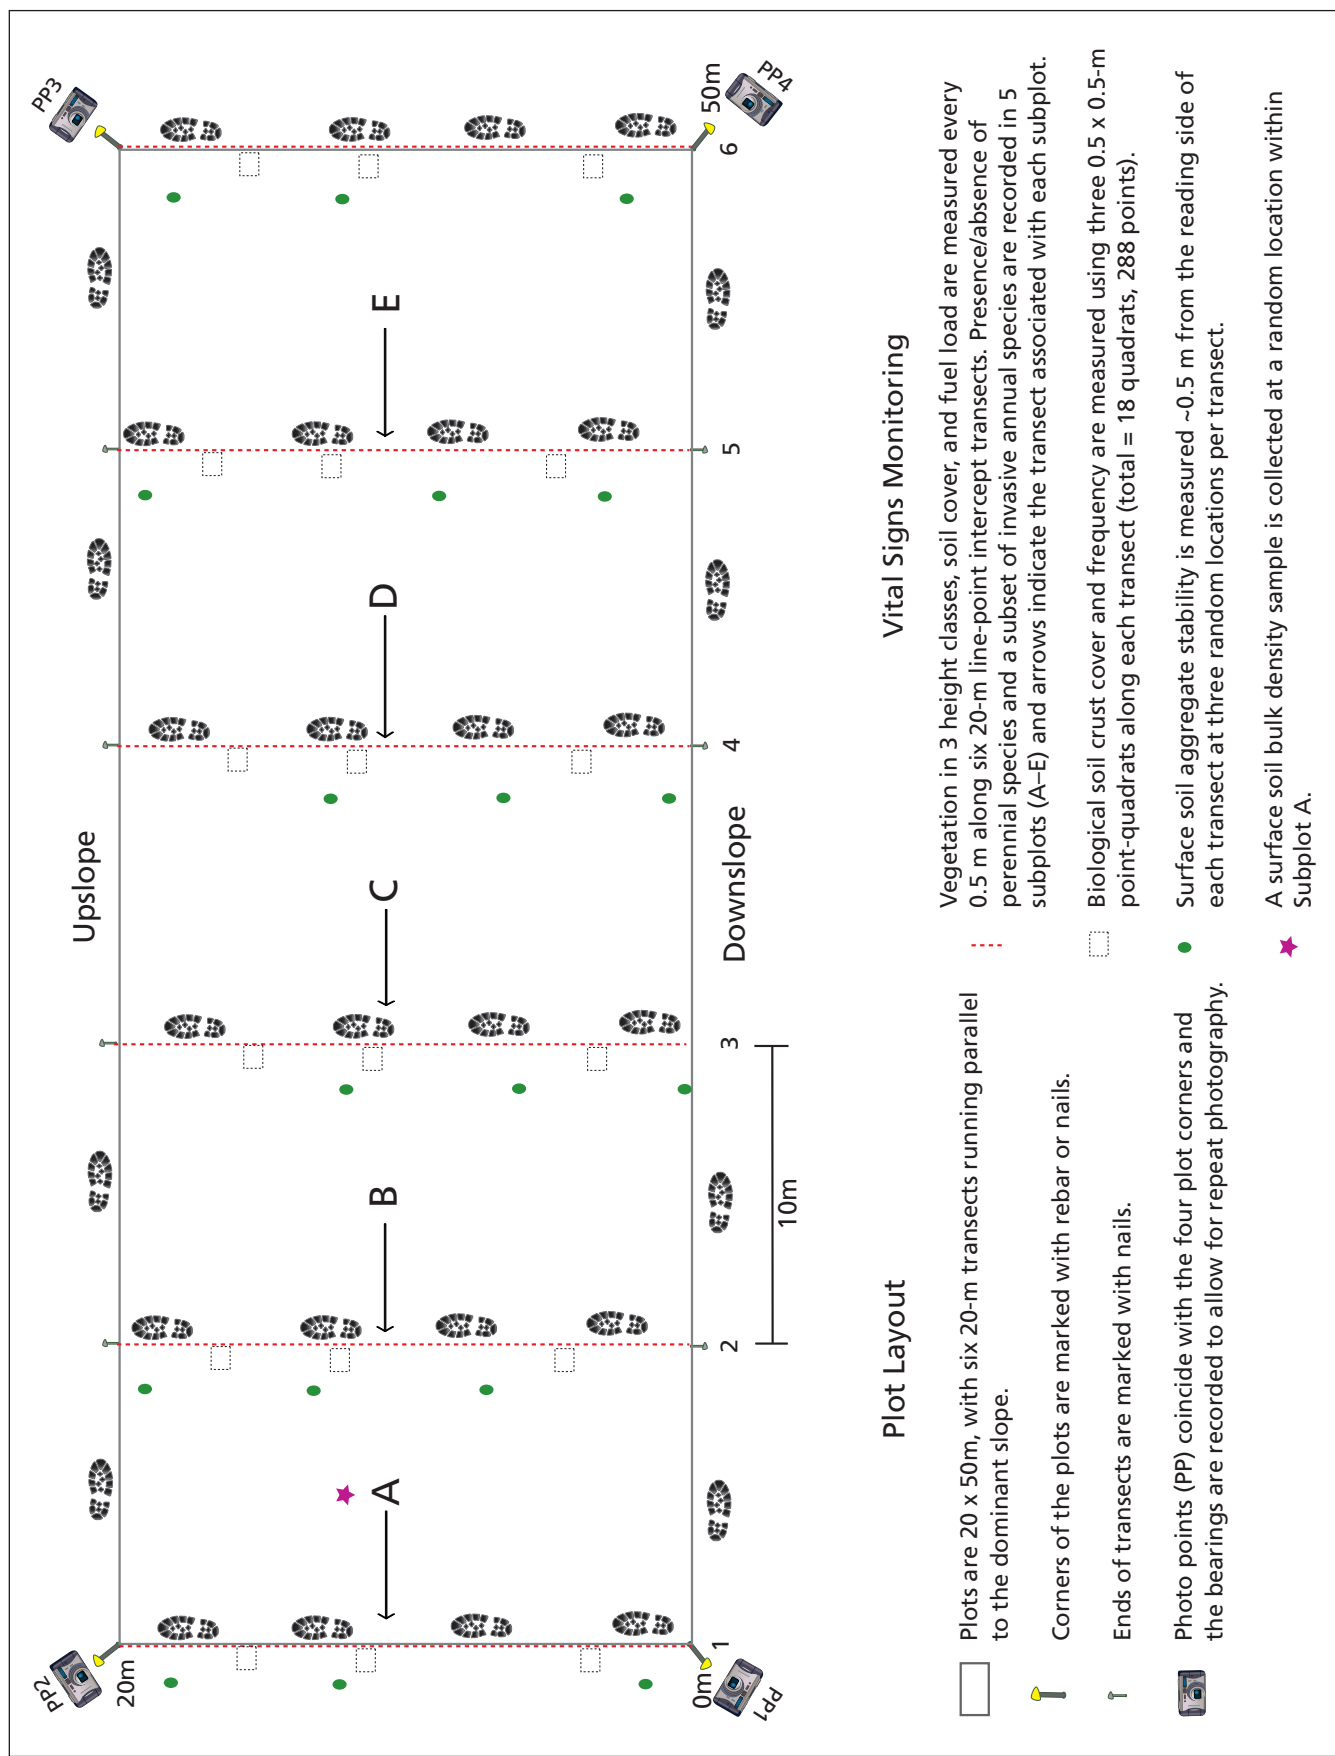 PP2
PP3
20m
Upslope
A
B
C
D
E
0m
50m
PP1
PP4
1
2
3
4
5
6
Downslope
10m
Plot Layout
Plots are 20 x 50m, with six 20-m transects running parallel
to the dominant slope.
Corners of the plots are marked with rebar or nails.
Ends of transects are marked with nails.
Photo points (PP) coincide with the four plot corners and
the bearings are recorded to allow for repeat photography.
Vital Signs Monitoring
Vegetation in 3 height classes, soil cover, and fuel load are measured every
0.5 m along six 20-m line-point intercept transects. Presence/absence of
perennial species and a subset of invasive annual species are recorded in 5
subplots (A–E) and arrows indicate the transect associated with each subplot.
Biological soil crust cover and frequency are measured using three 0.5 x 0.5-m
point-quadrats along each transect (total = 18 quadrats, 288 points).
Surface soil aggregate stability is measured ~0.5 m from the reading side of
each transect at three random locations per transect.
A surface soil bulk density sample is collected at a random location within
Subplot A.